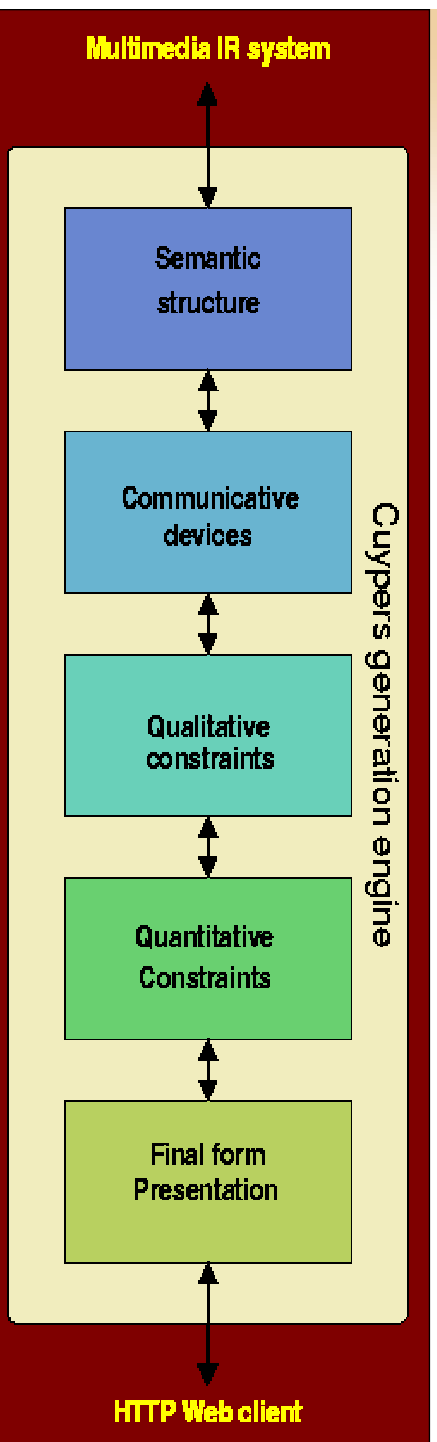 Multimedia IR system
Semantic
structure
Communicative
devices
Qualitative
constraints
Quantitative
Constraints
Final form
Presentation
Cuypers generation engine
HTTP Web client